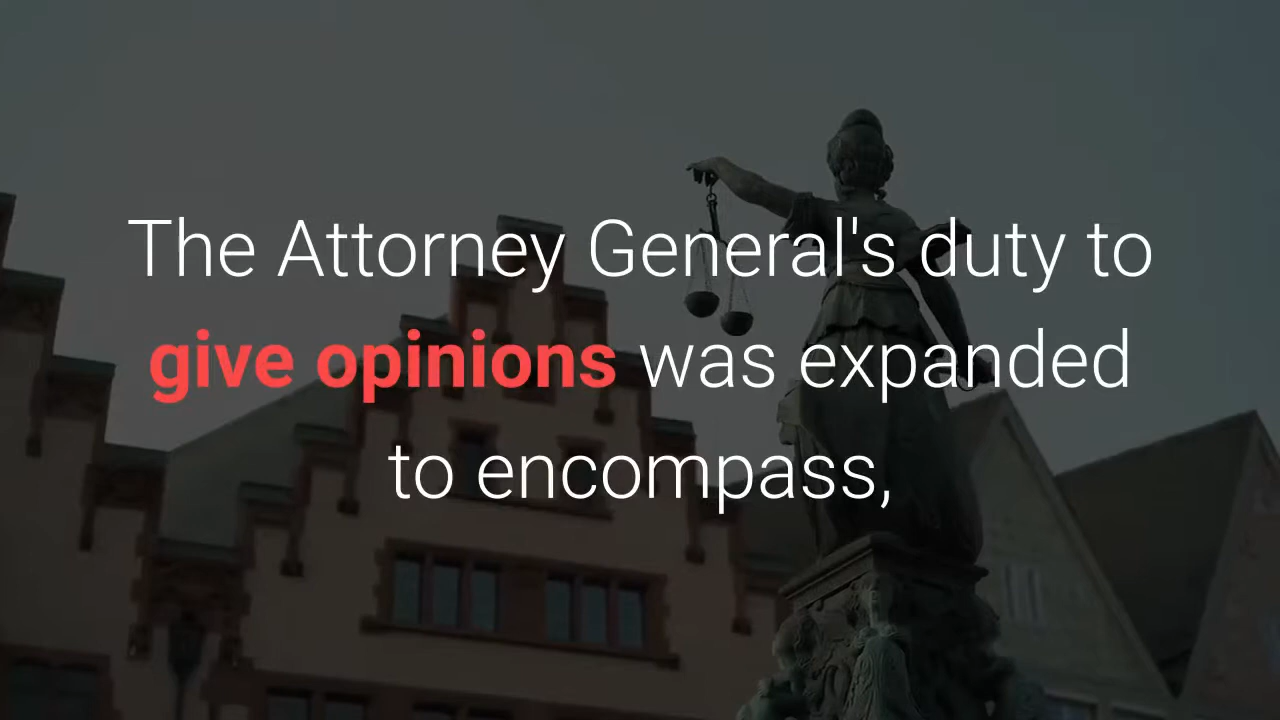 The Attorney General's duty to
give opinions was expanded
to encompass,